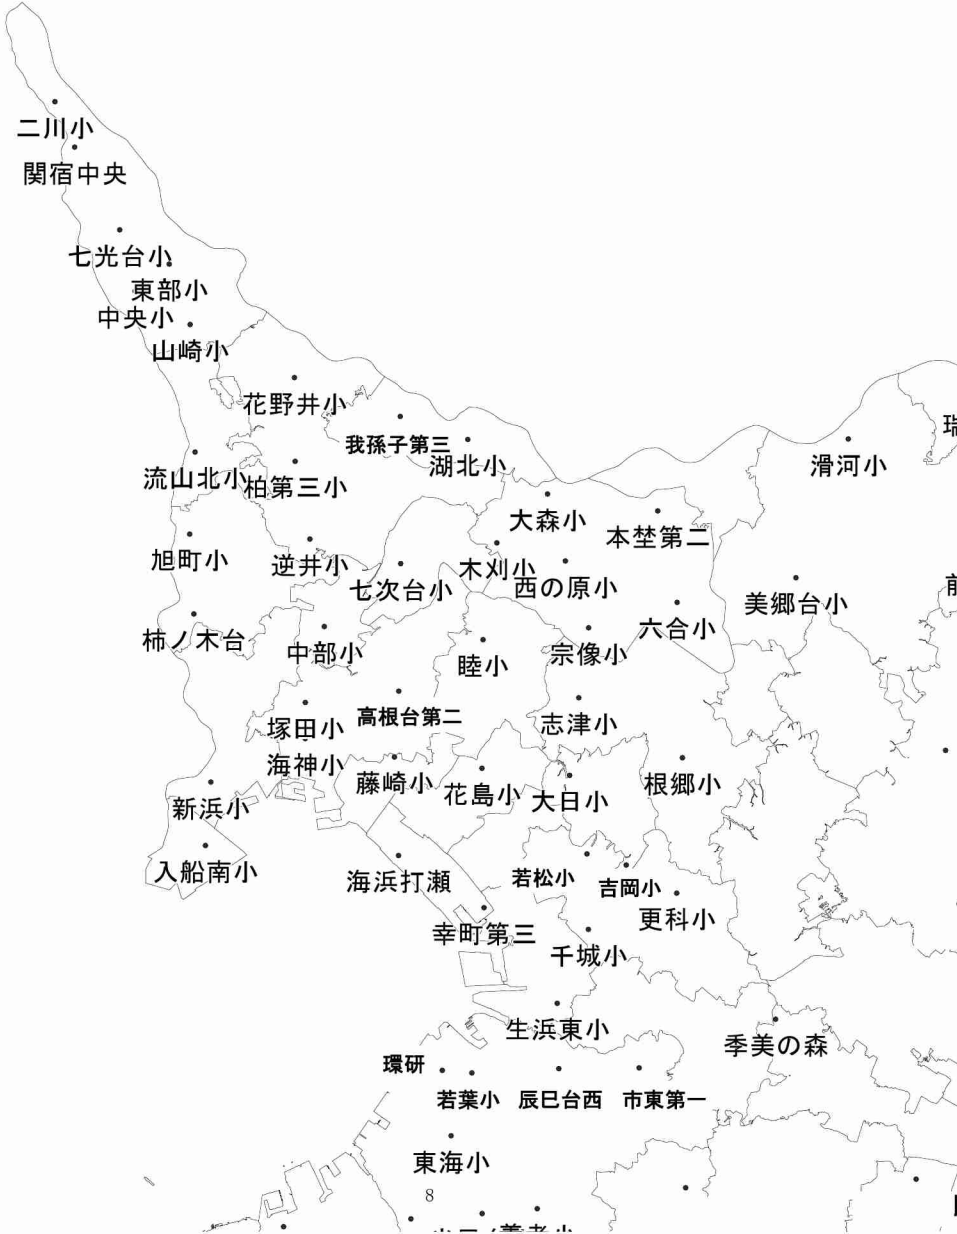 二川小
関宿中央
七光台小
東部小
中央小
山崎小
花野井小
我孫子第三
湖北小
滑河小
流山北小
柏第三小
大森小
本埜第二
旭町小
逆井小
七次台小
木刈小
西の原小
美郷台小
柿ノ木台
中部小
睦小
宗像小
六合小
塚田小
高根台第二
志津小
海神小
藤崎小
花島小
大日小
根郷小
新浜小
入船南小
海浜打瀬
若松小
吉岡小
更科小
幸町第三
千城小
生浜東小
季美の森
環研
若葉小
辰巳台西
市東第一
東海小
8